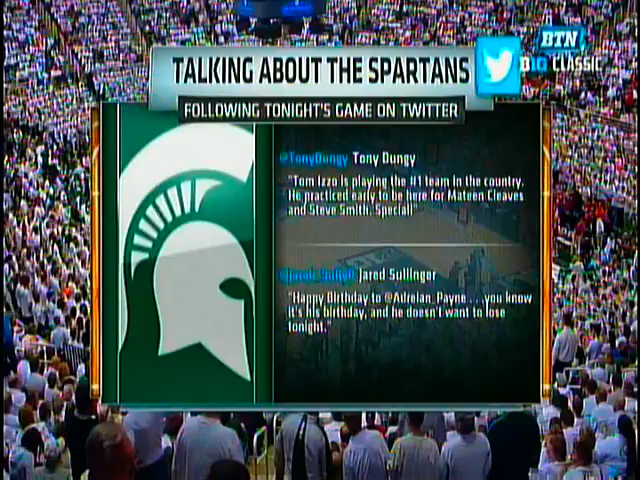 BTN
B1G CLASSIC
TALKING ABOUT THE SPARTANS
FOLLOWING TONIGHT'S GAME ON TWITTER
@TonyDungy Tony Dungy
"Tom Izzo is playing the #1 team in the country.
He practiced early to be here for Mateen Cleaves
and Steve Smith. Special"
Jared Sullinger
"Happy Birthday to @Adreian_Payne . . .you know
it's his birthday, and he doesn't want to lose
tonight."